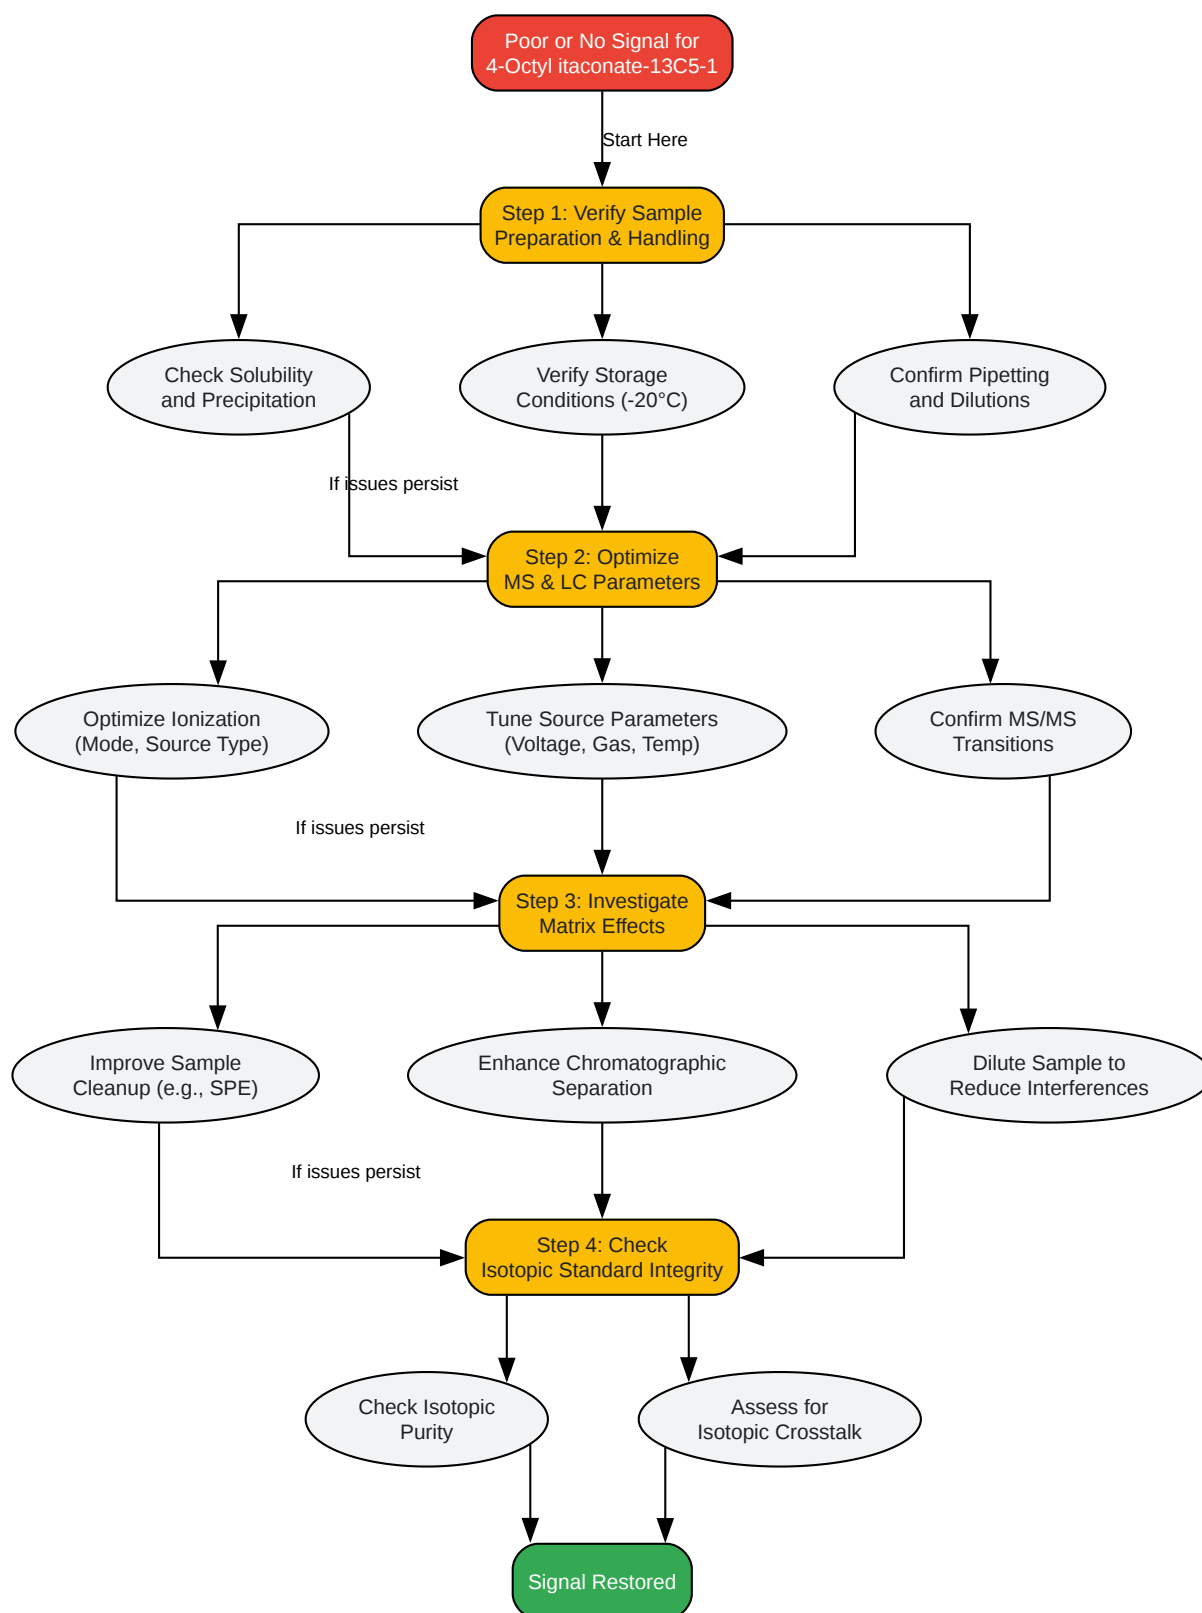 Poor or No Signal for
4-Octyl itaconate-13C5-1
Start Here
Step 1: Verify Sample
Preparation & Handling
Check Solubility
and Precipitation
Verify Storage
Conditions (-20°C)
Confirm Pipetting
and Dilutions
If issues persist
Step 2: Optimize
MS & LC Parameters
Optimize Ionization
(Mode, Source Type)
Tune Source Parameters
(Voltage, Gas, Temp)
Confirm MS/MS
Transitions
If issues persist
Step 3: Investigate
Matrix Effects
Improve Sample
Cleanup (e.g., SPE)
Enhance Chromatographic
Separation
Dilute Sample to
Reduce Interferences
If issues persist
Step 4: Check
Isotopic Standard Integrity
Check Isotopic
Purity
Assess for
Isotopic Crosstalk
Signal Restored